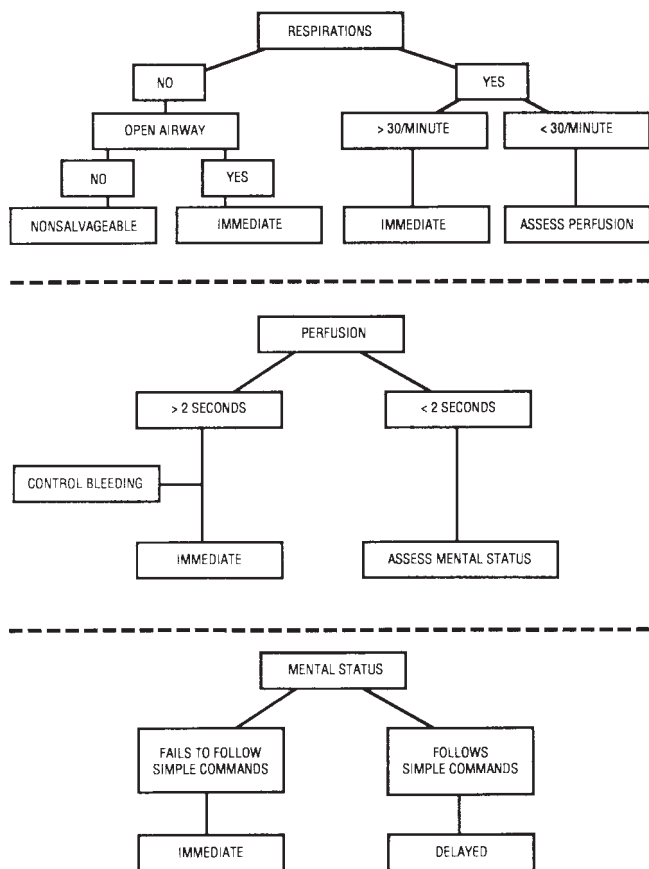 RESPIRATIONS
NO
YES
OPEN AIRWAY
> 30/MINUTE
< 30/MINUTE
NO
YES
NONSALVAGEABLE
IMMEDIATE
IMMEDIATE
ASSESS PERFUSION
PERFUSION
> 2 SECONDS
< 2 SECONDS
CONTROL BLEEDING
IMMEDIATE
ASSESS MENTAL STATUS
MENTAL STATUS
FAILS TO FOLLOW
SIMPLE COMMANDS
FOLLOWS
SIMPLE COMMANDS
IMMEDIATE
DELAYED